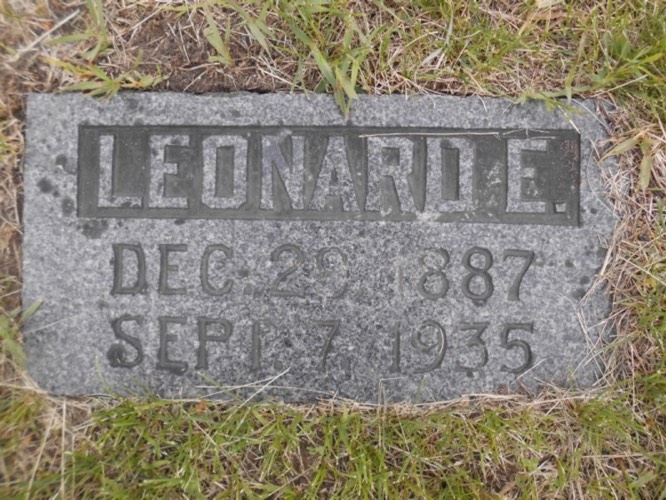 LEONARD E.
DEC. 29 1887
SEPT. 7 1935